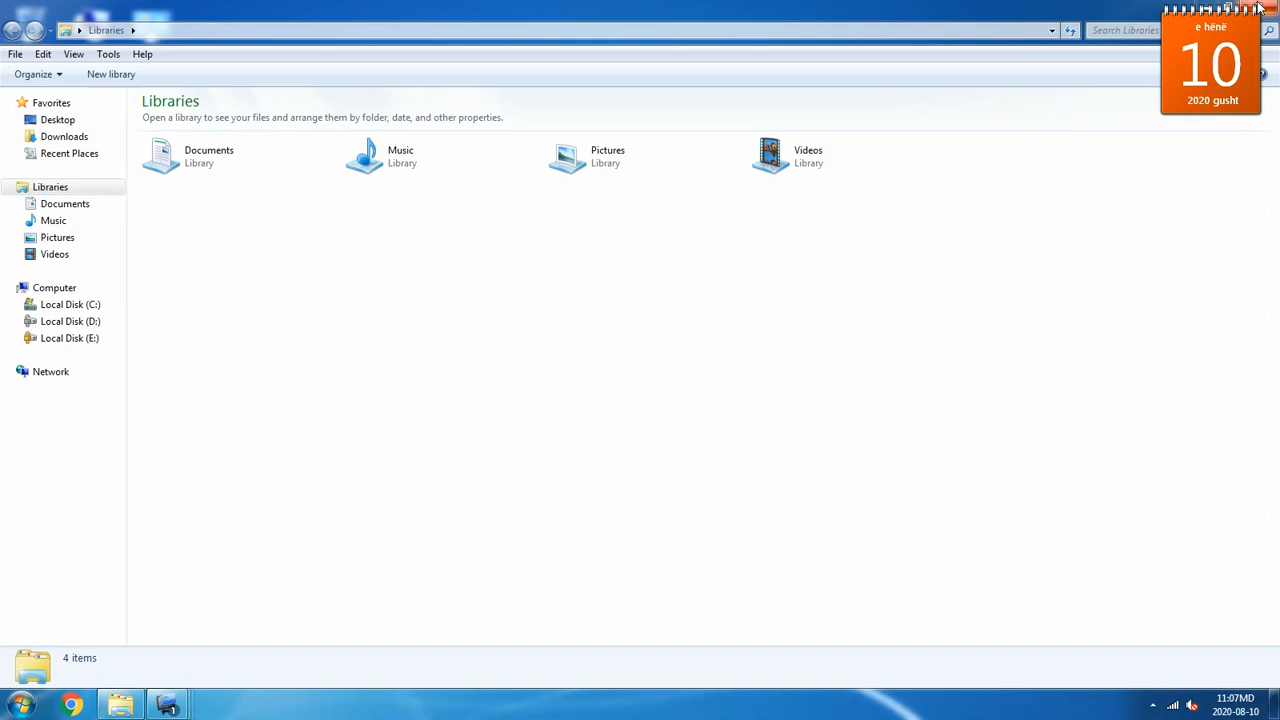 Libraries
Search Libraries
e hënë
10
2020 gusht
File Edit View Tools Help
Organize New library
Favorites
Desktop
Downloads
Recent Places
Libraries
Documents
Music
Pictures
Videos
Computer
Local Disk (C:)
Local Disk (D:)
Local Disk (E:)
Network
Libraries
Open a library to see your files and arrange them by folder, date, and other properties.
Documents
Library
Music
Library
Pictures
Library
Videos
Library
4 items
11:07MD
2020-08-10